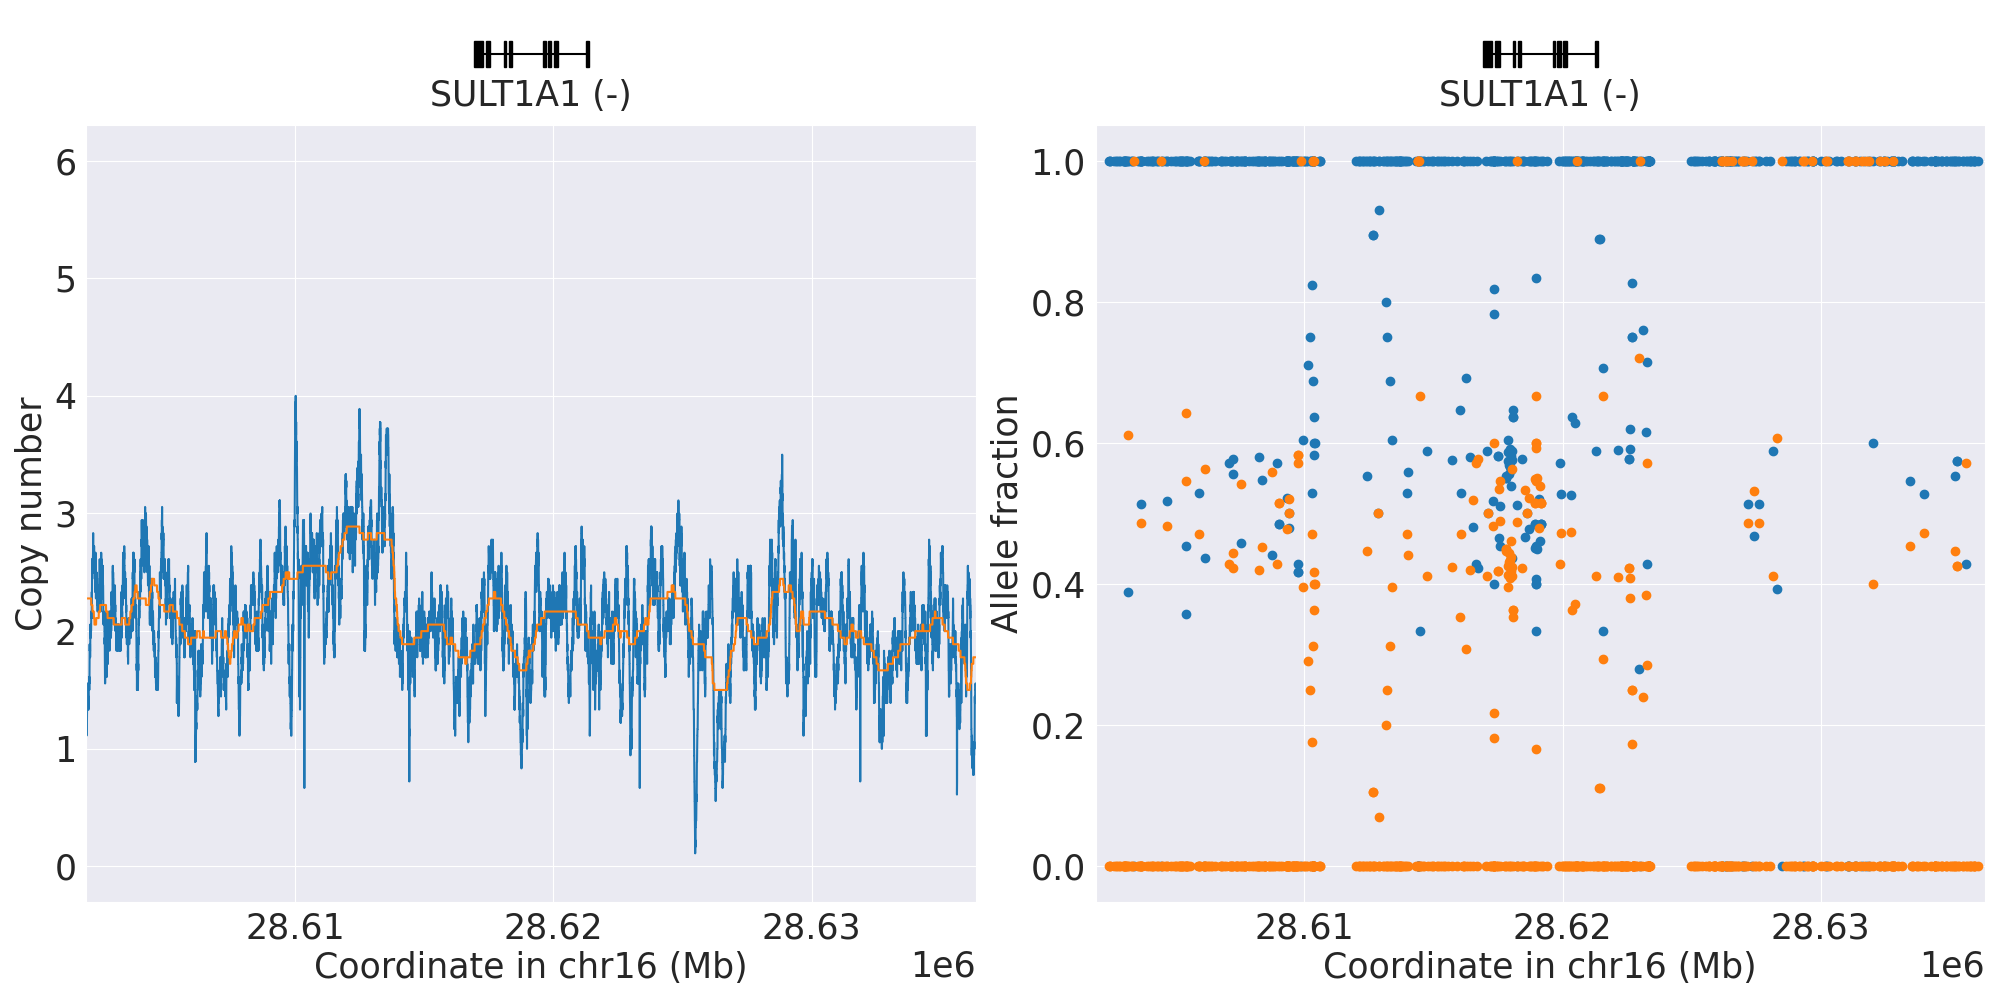 SULT1A1 (-)
Copy number
6
5
4
3
2
1
0
28.61
28.62
28.63
Coordinate in chr16 (Mb)
1e6
SULT1A1 (-)
Allele fraction
1.0
0.8
0.6
0.4
0.2
0.0
28.61
28.62
28.63
Coordinate in chr16 (Mb)
1e6